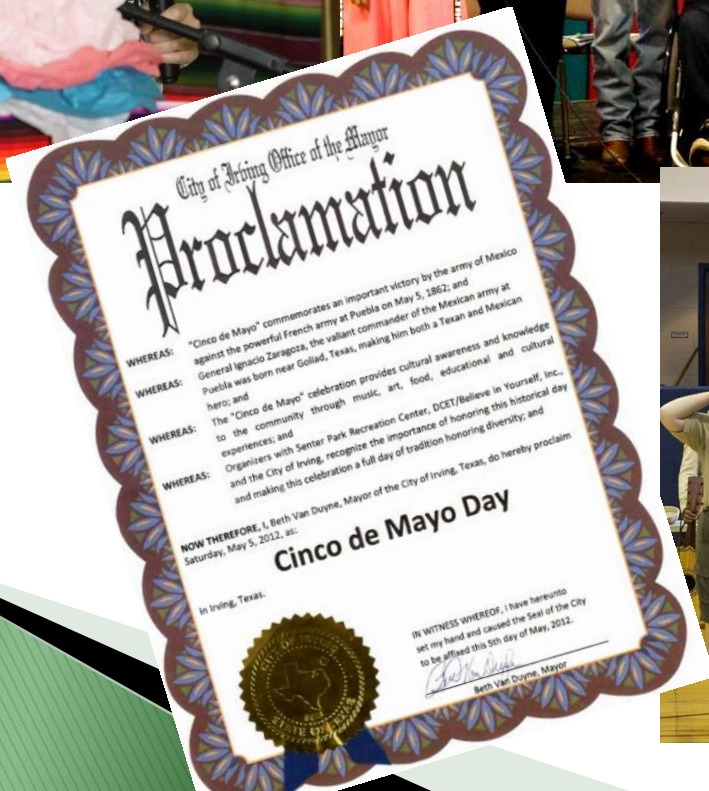 City of Irving Office of the Mayor
Proclamation
WHEREAS: "Cinco de Mayo" commemorates an important victory by the army of Mexico
against the powerful French army at Puebla on May 5, 1862; and
WHEREAS: General Ignacio Zaragoza, the valiant commander of the Mexican army at
Puebla was born near Goliad, Texas, making him both a Texan and Mexican
hero; and
WHEREAS: The "Cinco de Mayo" celebration provides cultural awareness and knowledge
to the community through music, art, food, educational and cultural
experiences; and
WHEREAS: Organizers with Senter Park Recreation Center, DCET/Believe in Yourself, Inc.,
and the City of Irving, recognize the importance of honoring this historical day
and making this celebration a full day of tradition honoring diversity; and
NOW THEREFORE, I, Beth Van Duyne, Mayor of the City of Irving, Texas, do hereby proclaim
Saturday, May 5, 2012, as:
Cinco de Mayo Day
in Irving, Texas.
IN WITNESS WHEREOF, I have hereunto
set my hand and caused the Seal of the City
to be affixed this 5th day of May, 2012.
Beth Van Duyne, Mayor
STATE OF